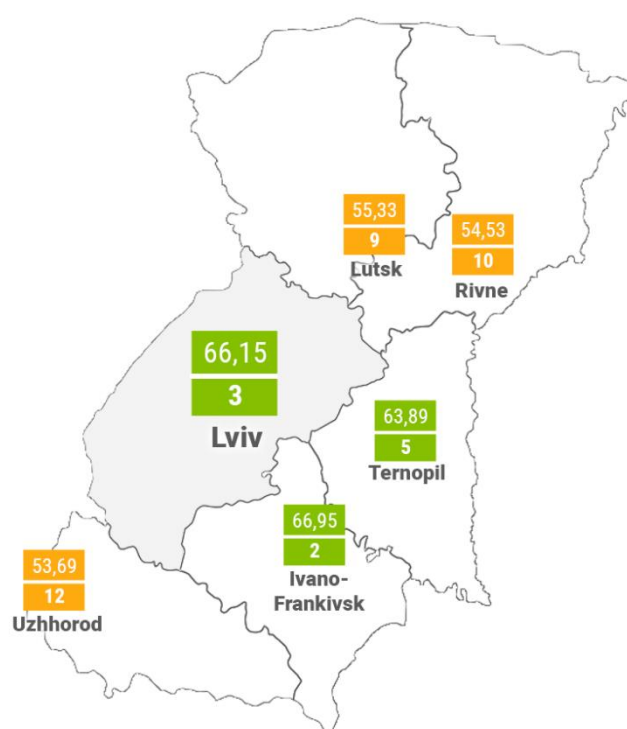 55,33
9
Lutsk
54,53
10
Rivne
66,15
3
Lviv
63,89
5
Ternopil
66,95
2
Ivano-
Frankivsk
53,69
12
Uzhhorod